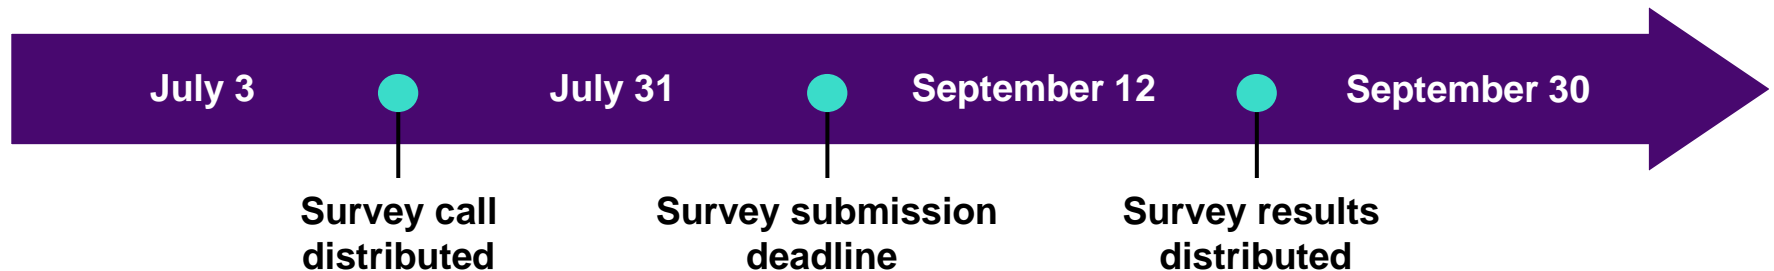 July 3
July 31
September 12
September 30
Survey call
distributed
Survey submission
deadline
Survey results
distributed